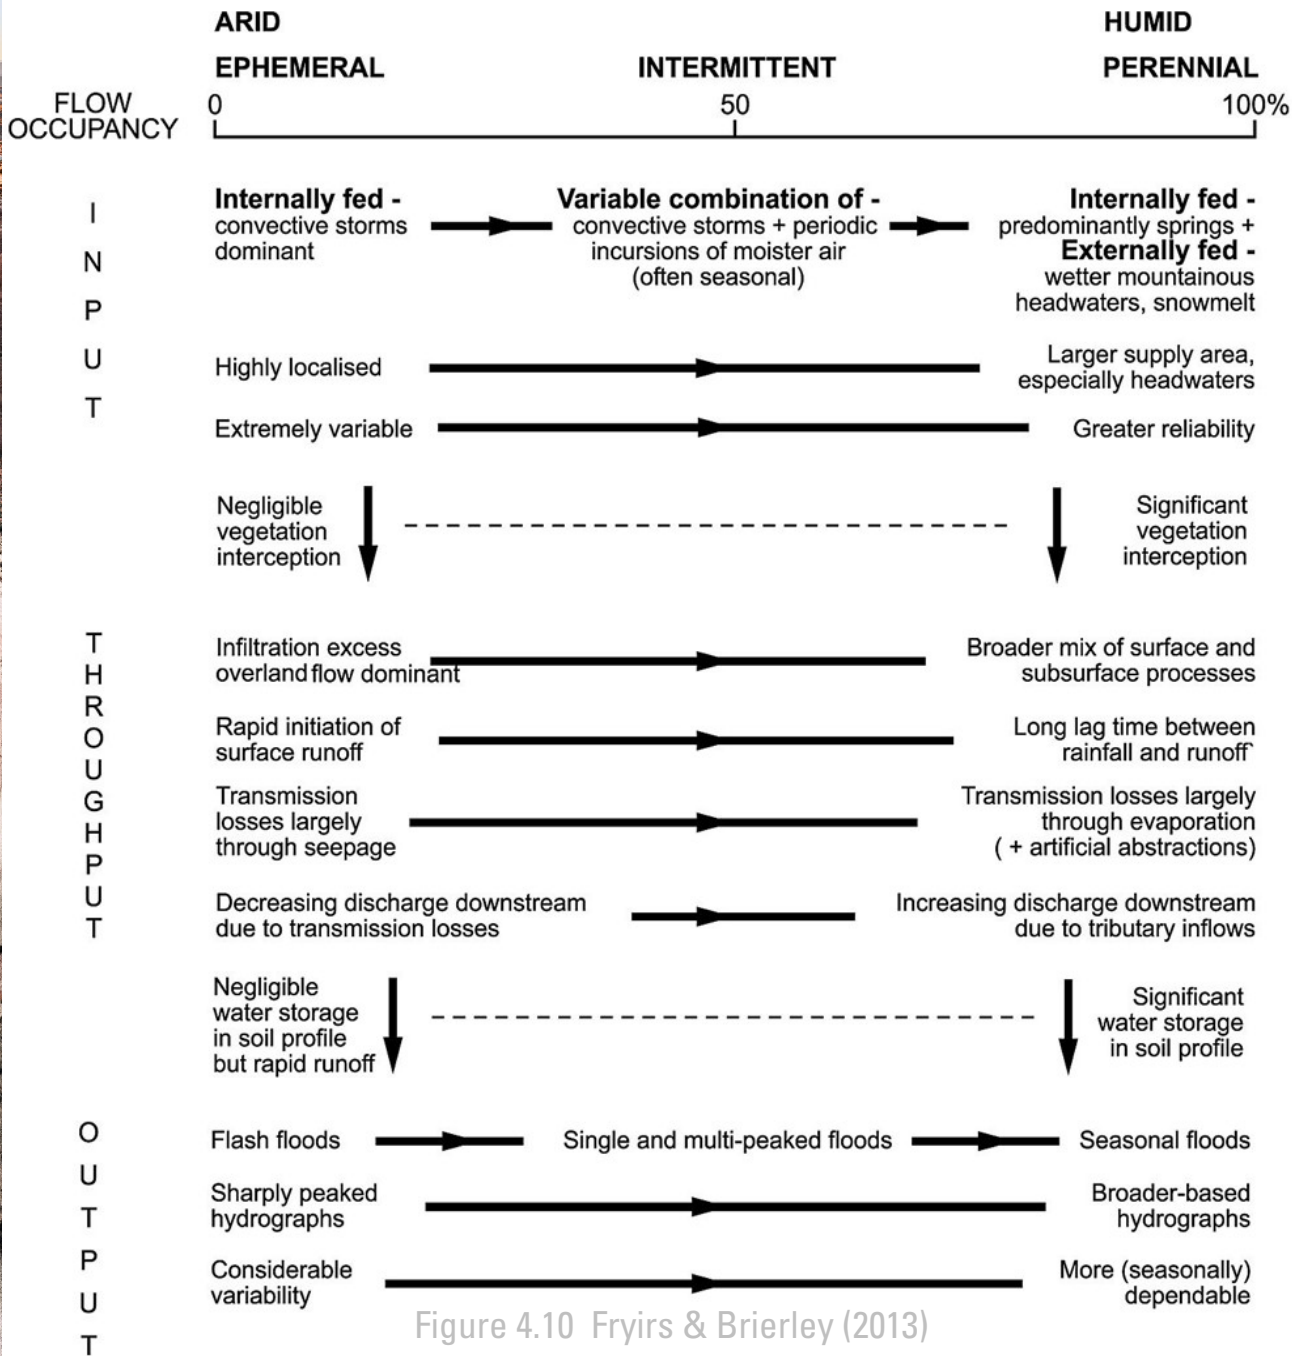 ARID
HUMID
EPHEMERAL
INTERMITTENT
PERENNIAL
FLOW
OCCUPANCY
0
50
100%
INPUT
Internally fed -
convective storms
dominant
Variable combination of -
convective storms + periodic
incursions of moister air
(often seasonal)
Internally fed -
predominantly springs +
Externally fed -
wetter mountainous
headwaters, snowmelt
Highly localised
Larger supply area,
especially headwaters
Extremely variable
Greater reliability
Negligible
vegetation
interception
Significant
vegetation
interception
THROUGHPUT
Infiltration excess
overland flow dominant
Broader mix of surface and
subsurface processes
Rapid initiation of
surface runoff
Long lag time between
rainfall and runoff
Transmission
losses largely
through seepage
Transmission losses largely
through evaporation
( + artificial abstractions)
Decreasing discharge downstream
due to transmission losses
Increasing discharge downstream
due to tributary inflows
Negligible
water storage
in soil profile
but rapid runoff
Significant
water storage
in soil profile
OUTPUT
Flash floods
Single and multi-peaked floods
Seasonal floods
Sharply peaked
hydrographs
Broader-based
hydrographs
Considerable
variability
More (seasonally)
dependable
Figure 4.10 Fryirs & Brierley (2013)